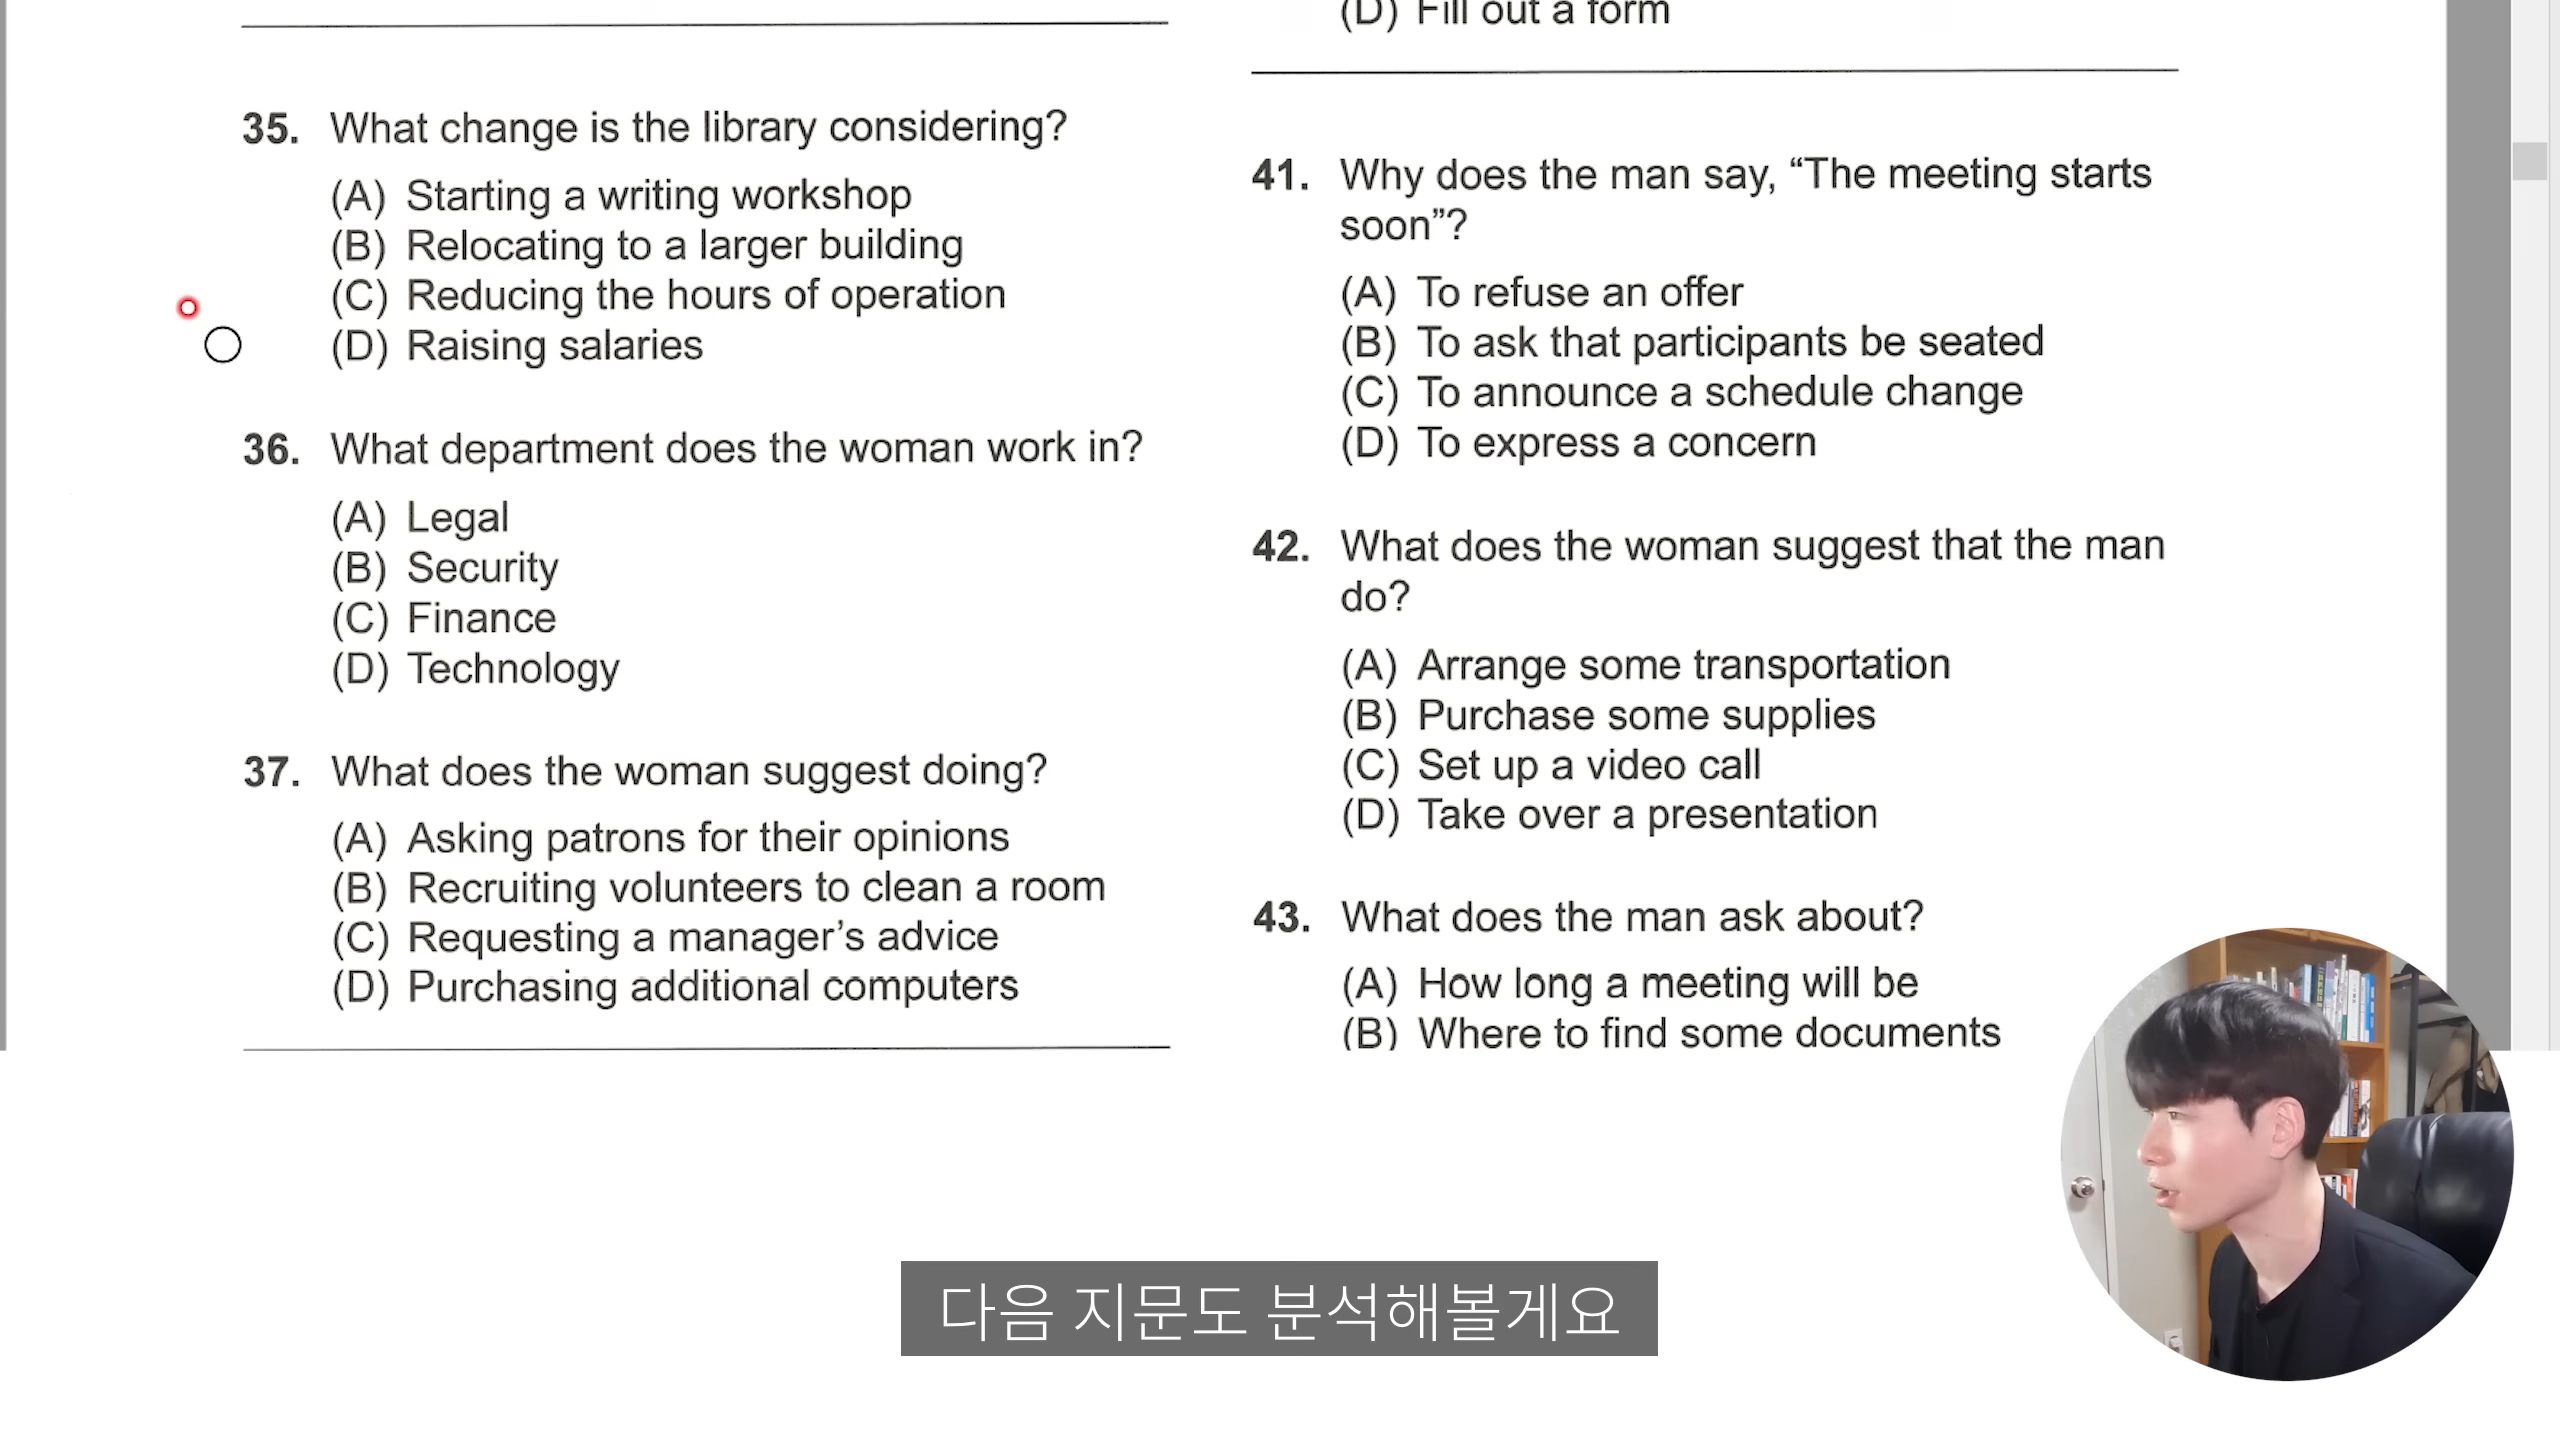 35. What change is the library considering?
(A) Starting a writing workshop
(B) Relocating to a larger building
(C) Reducing the hours of operation
(D) Raising salaries
36. What department does the woman work in?
(A) Legal
(B) Security
(C) Finance
(D) Technology
37. What does the woman suggest doing?
(A) Asking patrons for their opinions
(B) Recruiting volunteers to clean a room
(C) Requesting a manager’s advice
(D) Purchasing additional computers
(D) Fill out a form
41. Why does the man say, “The meeting starts
soon”?
(A) To refuse an offer
(B) To ask that participants be seated
(C) To announce a schedule change
(D) To express a concern
42. What does the woman suggest that the man
do?
(A) Arrange some transportation
(B) Purchase some supplies
(C) Set up a video call
(D) Take over a presentation
43. What does the man ask about?
(A) How long a meeting will be
(B) Where to find some documents
다음 지문도 분석해볼게요